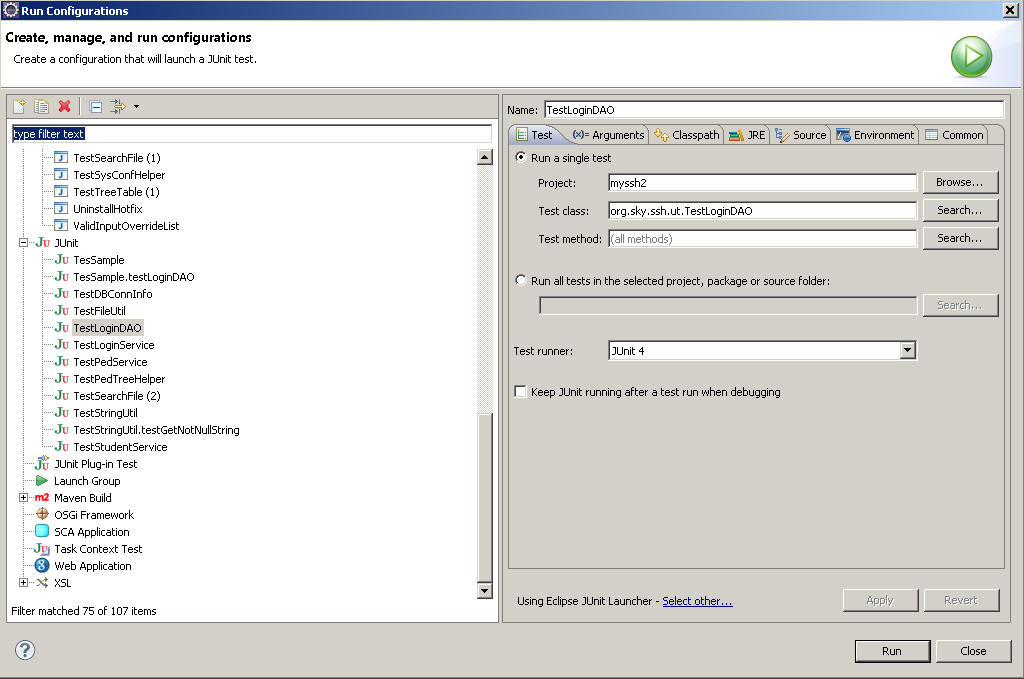 Run Configurations
Create, manage, and run configurations
Create a configuration that will launch a JUnit test.
type filter text
TestSearchFile (1)
TestSysConfHelper
TestTreeTable (1)
UninstallHotfix
ValidInputOverrideList
JUnit
TesSample
TesSample.testLoginDAO
TestDBConnInfo
TestFileUtil
TestLoginDAO
TestLoginService
TestPedService
TestPedTreeHelper
TestSearchFile (2)
TestStringUtil
TestStringUtil.testGetNotNullString
TestStudentService
JUnit Plug-in Test
Launch Group
m2 Maven Build
OSGi Framework
SCA Application
Task Context Test
Web Application
XSL
Filter matched 75 of 107 items
Name: TestLoginDAO
Test (x)= Arguments Classpath JRE Source Environment Common
Run a single test
Project: myssh2 Browse...
Test class: org.sky.ssh.ut.TestLoginDAO Search...
Test method: (all methods) Search...
Run all tests in the selected project, package or source folder:
Search...
Test runner: JUnit 4
Keep JUnit running after a test run when debugging
Using Eclipse JUnit Launcher - Select other... Apply Revert
? Run Close